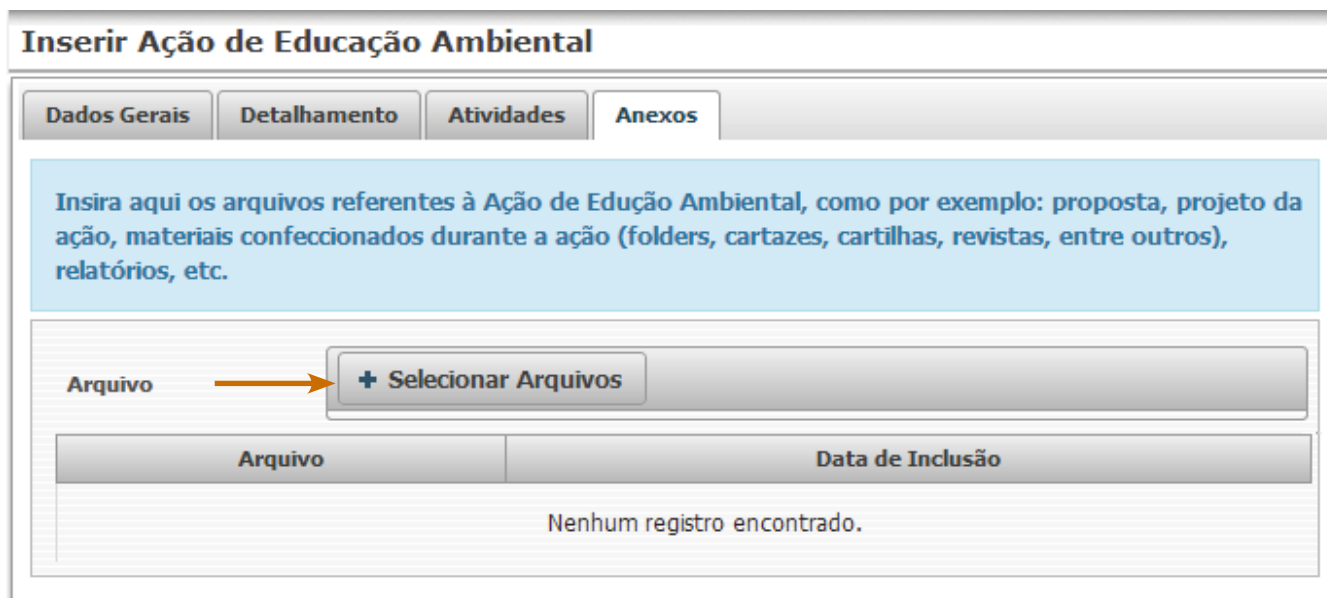 Inserir Ação de Educação Ambiental
Dados Gerais Detalhamento Atividades Anexos
Insira aqui os arquivos referentes à Ação de Edução Ambiental, como por exemplo: proposta, projeto da
ação, materiais confeccionados durante a ação (folders, cartazes, cartilhas, revistas, entre outros),
relatórios, etc.
Arquivo + Selecionar Arquivos
Arquivo Data de Inclusão
Nenhum registro encontrado.